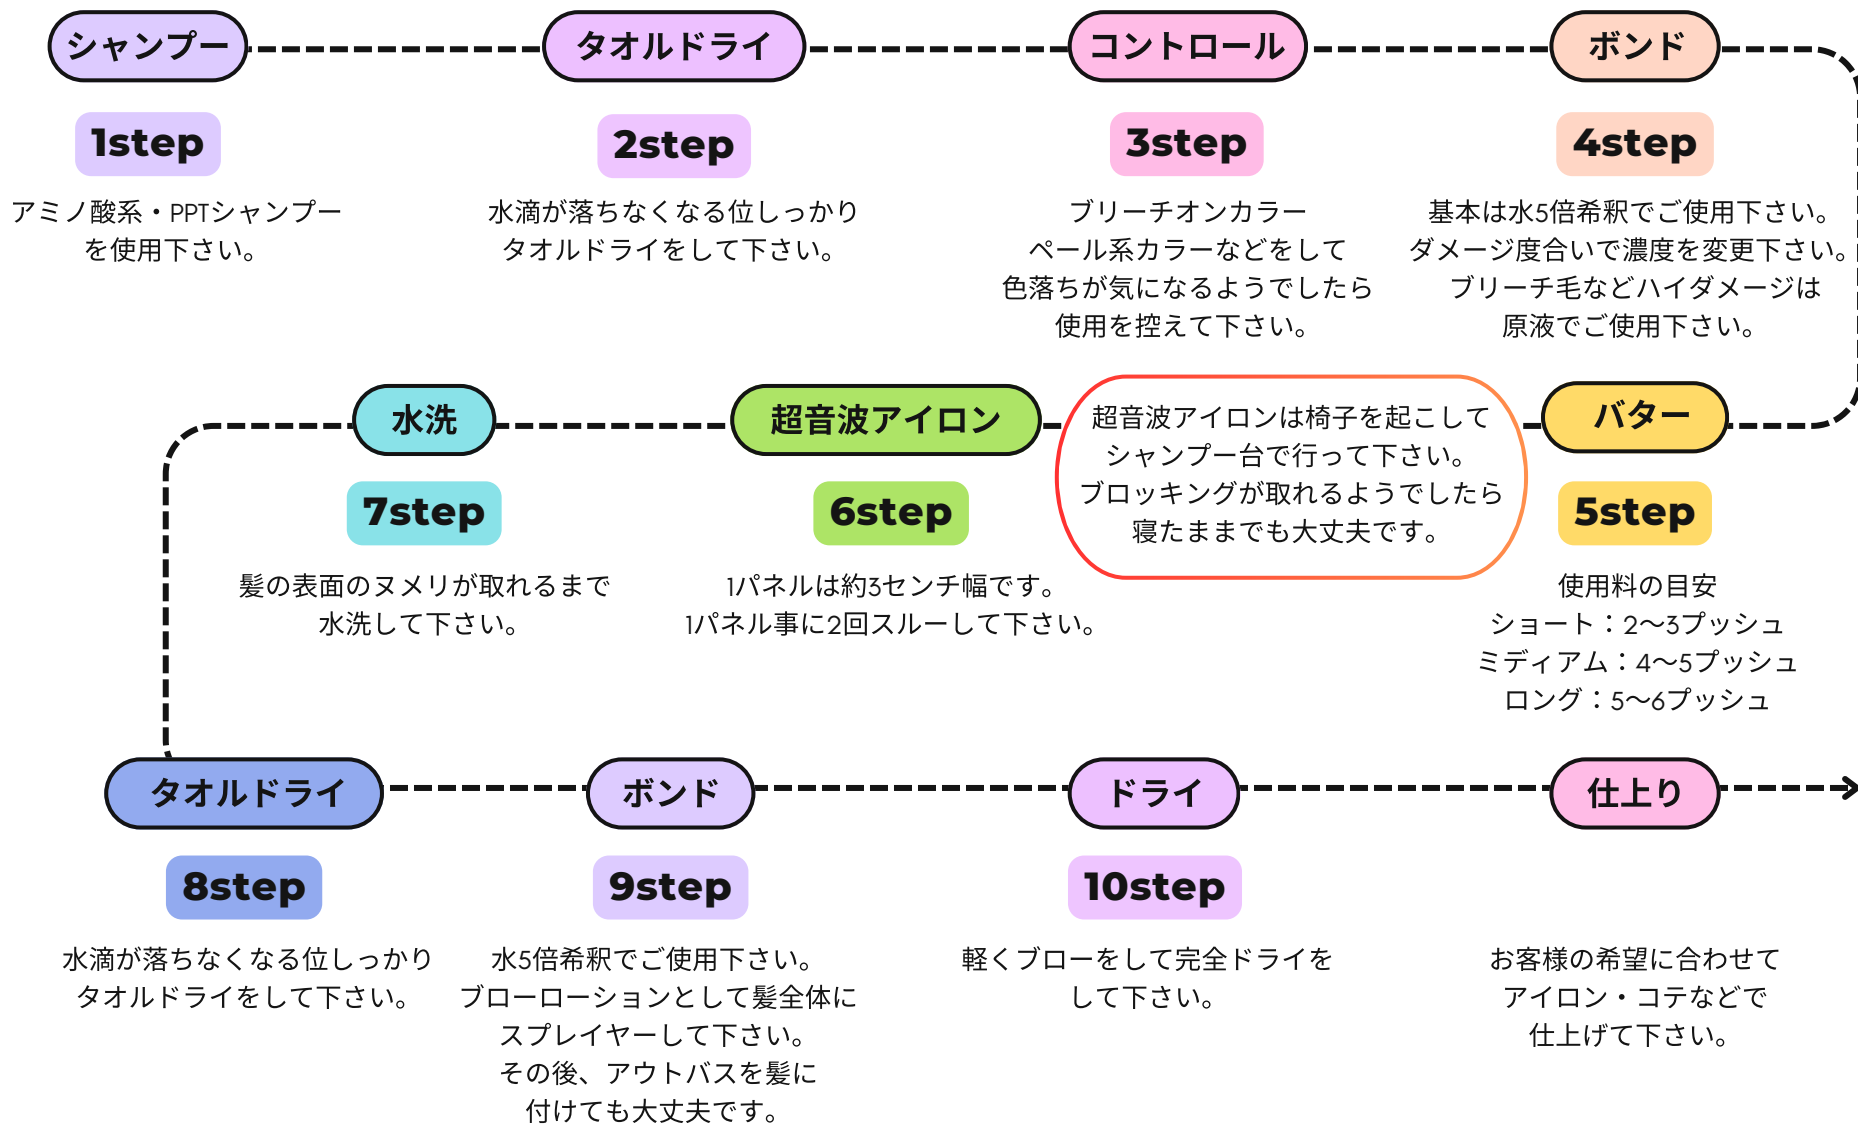 シャンプー
1step
アミノ酸系・PPTシャンプー
を使用下さい。
タオルドライ
2step
水滴が落ちなくなる位しっかり
タオルドライをして下さい。
コントロール
3step
ブリーチオンカラー
ペール系カラーなどをして
色落ちが気になるようでしたら
使用を控えて下さい。
ボンド
4step
基本は水5倍希釈でご使用下さい。
ダメージ度合いで濃度を変更下さい。
ブリーチ毛などハイダメージは
原液でご使用下さい。
バター
5step
使用料の目安
ショート：2〜3プッシュ
ミディアム：4〜5プッシュ
ロング：5〜6プッシュ
超音波アイロンは椅子を起こして
シャンプー台で行って下さい。
ブロッキングが取れるようでしたら
寝たままでも大丈夫です。
超音波アイロン
6step
1パネルは約3センチ幅です。
1パネル事に2回スルーして下さい。
水洗
7step
髪の表面のヌメリが取れるまで
水洗して下さい。
タオルドライ
8step
水滴が落ちなくなる位しっかり
タオルドライをして下さい。
ボンド
9step
水5倍希釈でご使用下さい。
ブローローションとして髪全体に
スプレイヤーして下さい。
その後、アウトバスを髪に
付けても大丈夫です。
ドライ
10step
軽くブローをして完全ドライを
して下さい。
仕上り
お客様の希望に合わせて
アイロン・コテなどで
仕上げて下さい。